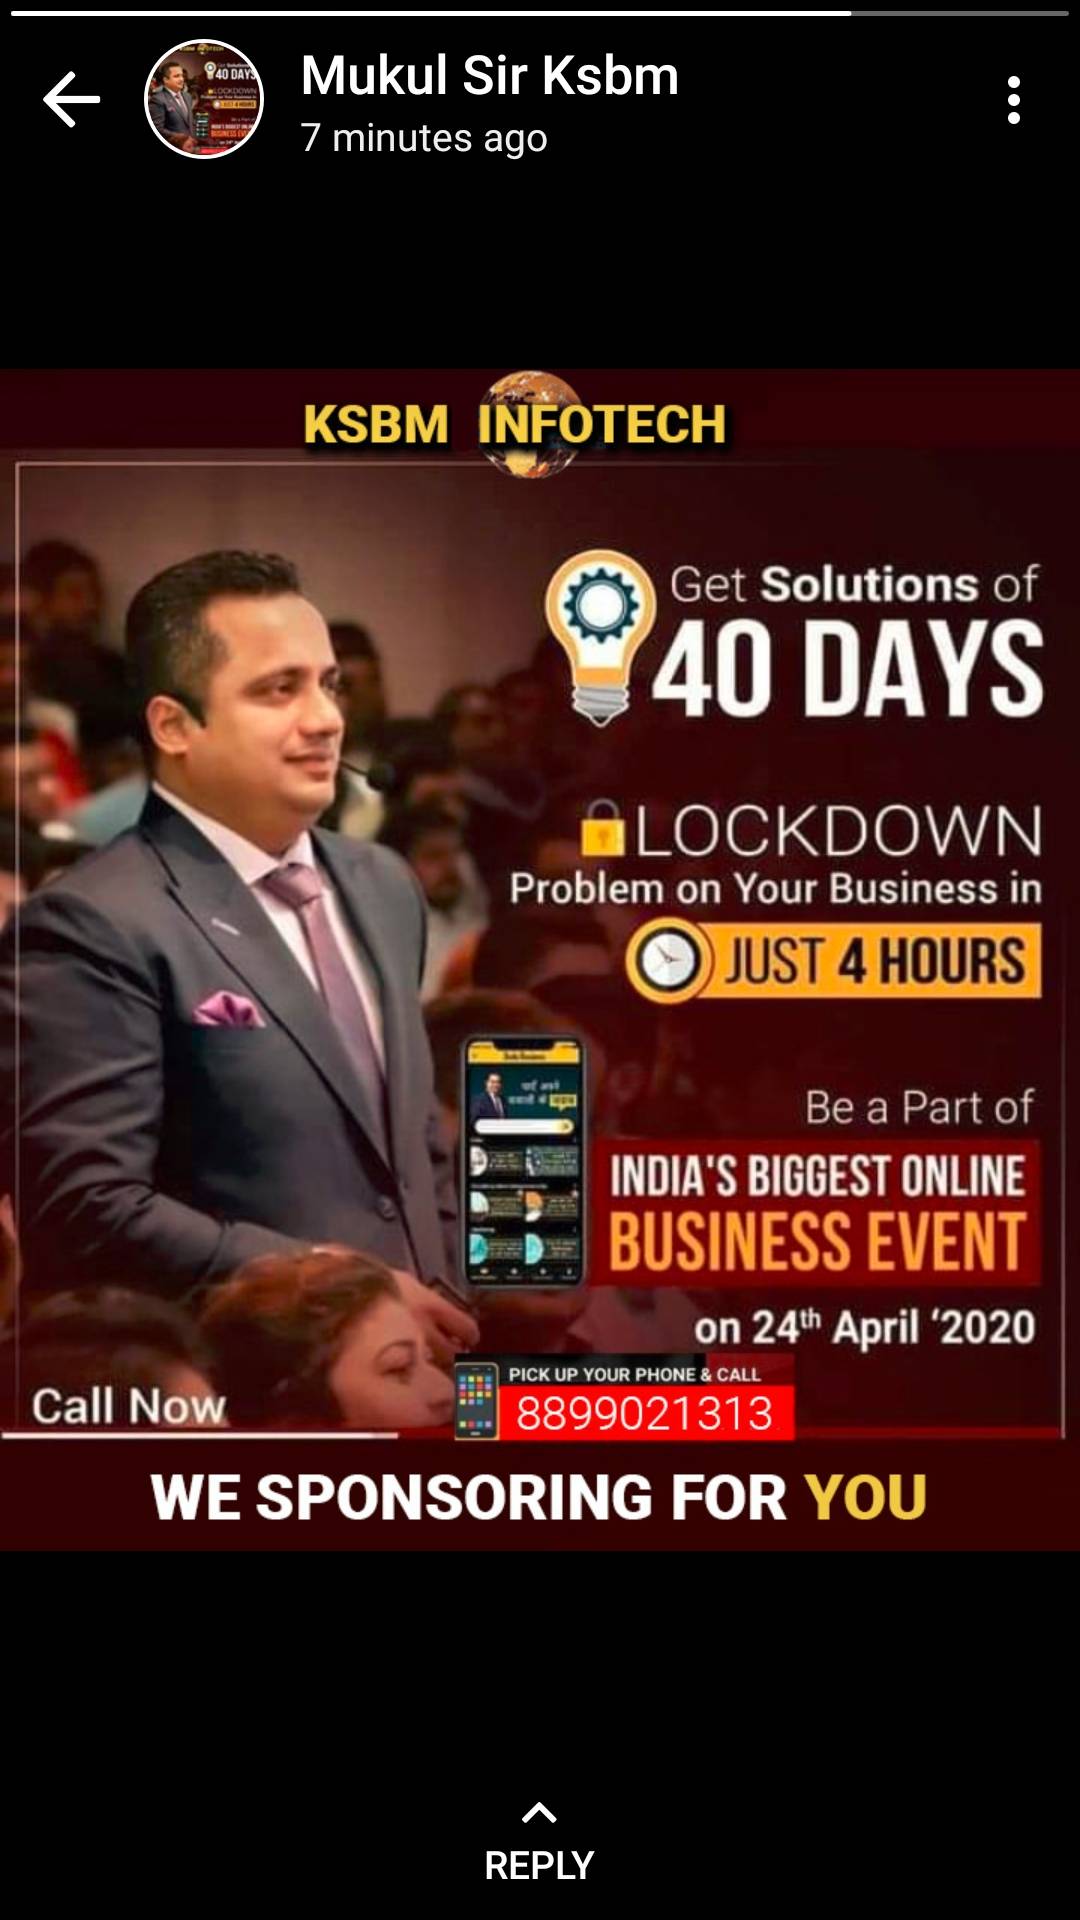 Mukul Sir Ksbm
7 minutes ago
KSBM INFOTECH
Get Solutions of
40 DAYS
LOCKDOWN
Problem on Your Business in
JUST 4 HOURS
Be a Part of
INDIA'S BIGGEST ONLINE
BUSINESS EVENT
on 24th April ‘2020
PICK UP YOUR PHONE & CALL
Call Now
8899021313
WE SPONSORING FOR YOU
REPLY